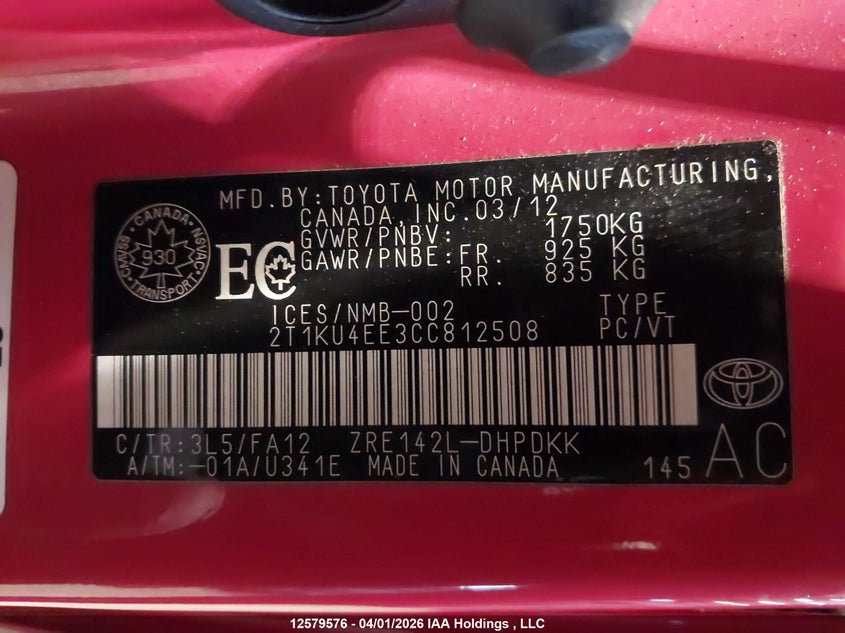 MFD.BY:TOYOTA MOTOR MANUFACTURING,
CANADA,INC.03/12
GVWR/PNBV: 1750KG
GAWR/PNBE:FR. 925 KG
RR. 835 KG
CANADA
930
TRANSPORT
CMVSS
NSVAC
EC
ICES/NMB-002 TYPE
2T1KU4EE3CC812508 PC/VT
C/TR:3L5/FA12 ZRE142L-DHPDKK
A/TM:-01A/U341E MADE IN CANADA 145 AC
12579576 - 04/01/2026 IAA Holdings , LLC